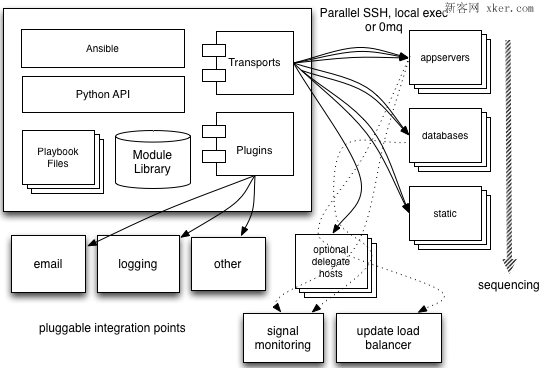 新客网 xker.com
Parallel SSH, local exec
or 0mq
Ansible
Python API
Transports
appservers
Playbook
Files
Module
Library
Plugins
databases
static
email
logging
other
optional
delegate
hosts
sequencing
pluggable integration points
signal
monitoring
update load
balancer